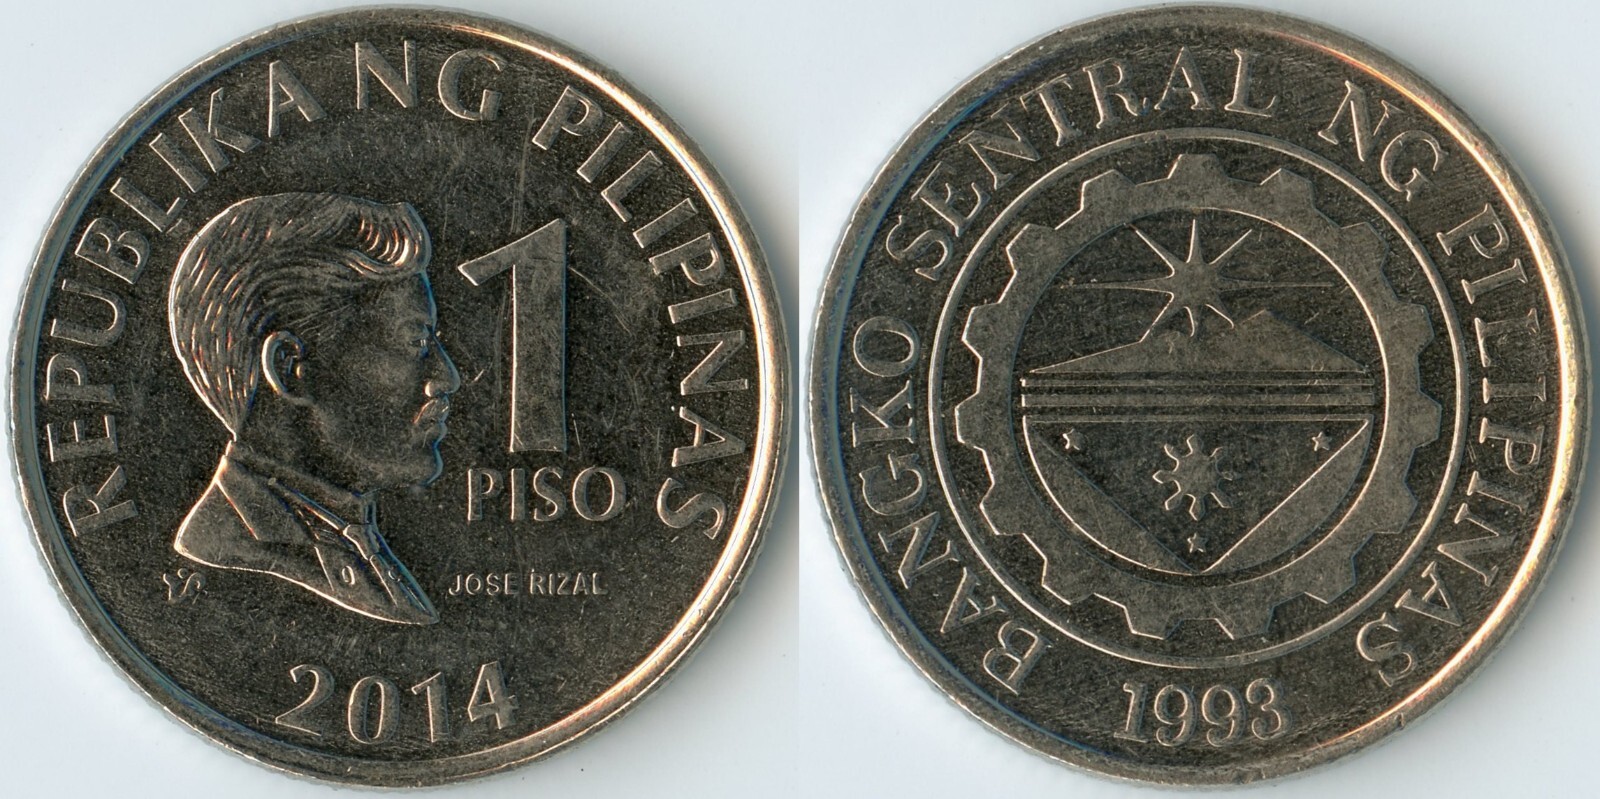 REPUBLIKA NG PILIPINAS
1
PISO
JOSE RIZAL
2014
BANGKO SENTRAL NG PILIPINAS
1993